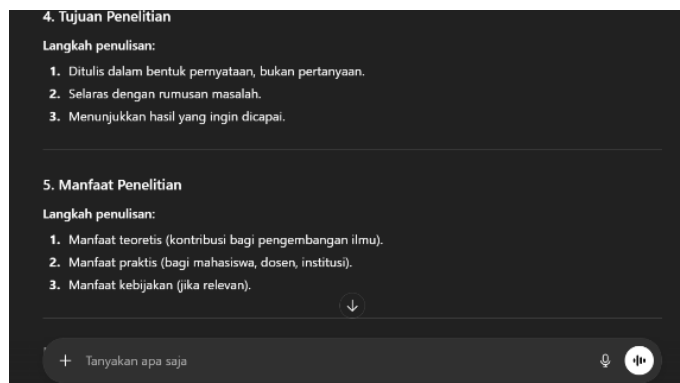 4. Tujuan Penelitian
Langkah penulisan:
1. Ditulis dalam bentuk pernyataan, bukan pertanyaan.
2. Selaras dengan rumusan masalah.
3. Menunjukkan hasil yang ingin dicapai.
5. Manfaat Penelitian
Langkah penulisan:
1. Manfaat teoretis (kontribusi bagi pengembangan ilmu).
2. Manfaat praktis (bagi mahasiswa, dosen, institusi).
3. Manfaat kebijakan (jika relevan).
Tanyakan apa saja